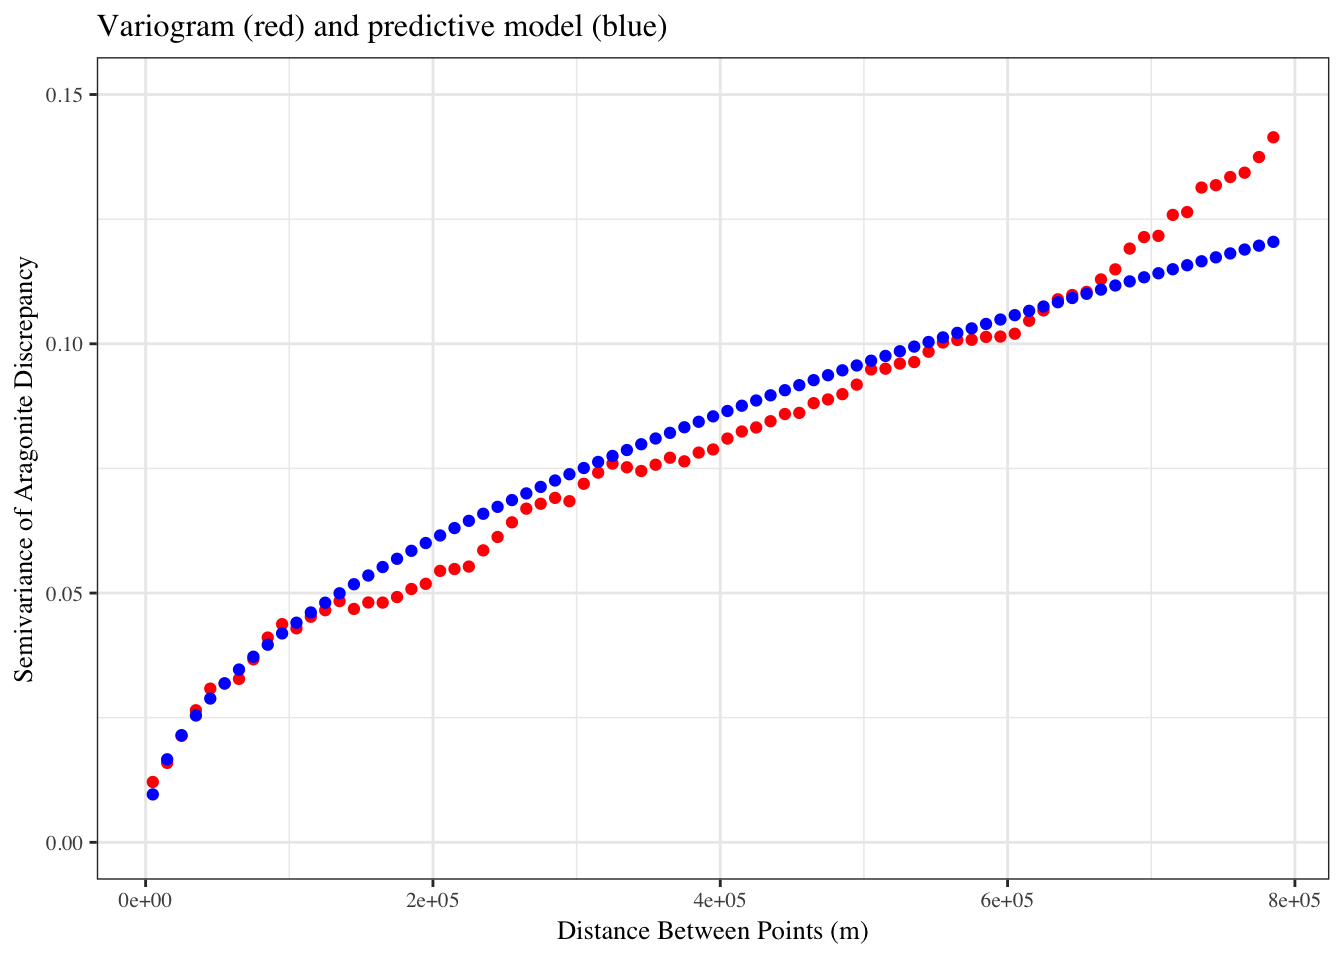 Variogram (red) and predictive model (blue)
Semivariance of Aragonite Discrepancy
0.15
0.10
0.05
0.00
0e+00
2e+05
4e+05
6e+05
8e+05
Distance Between Points (m)